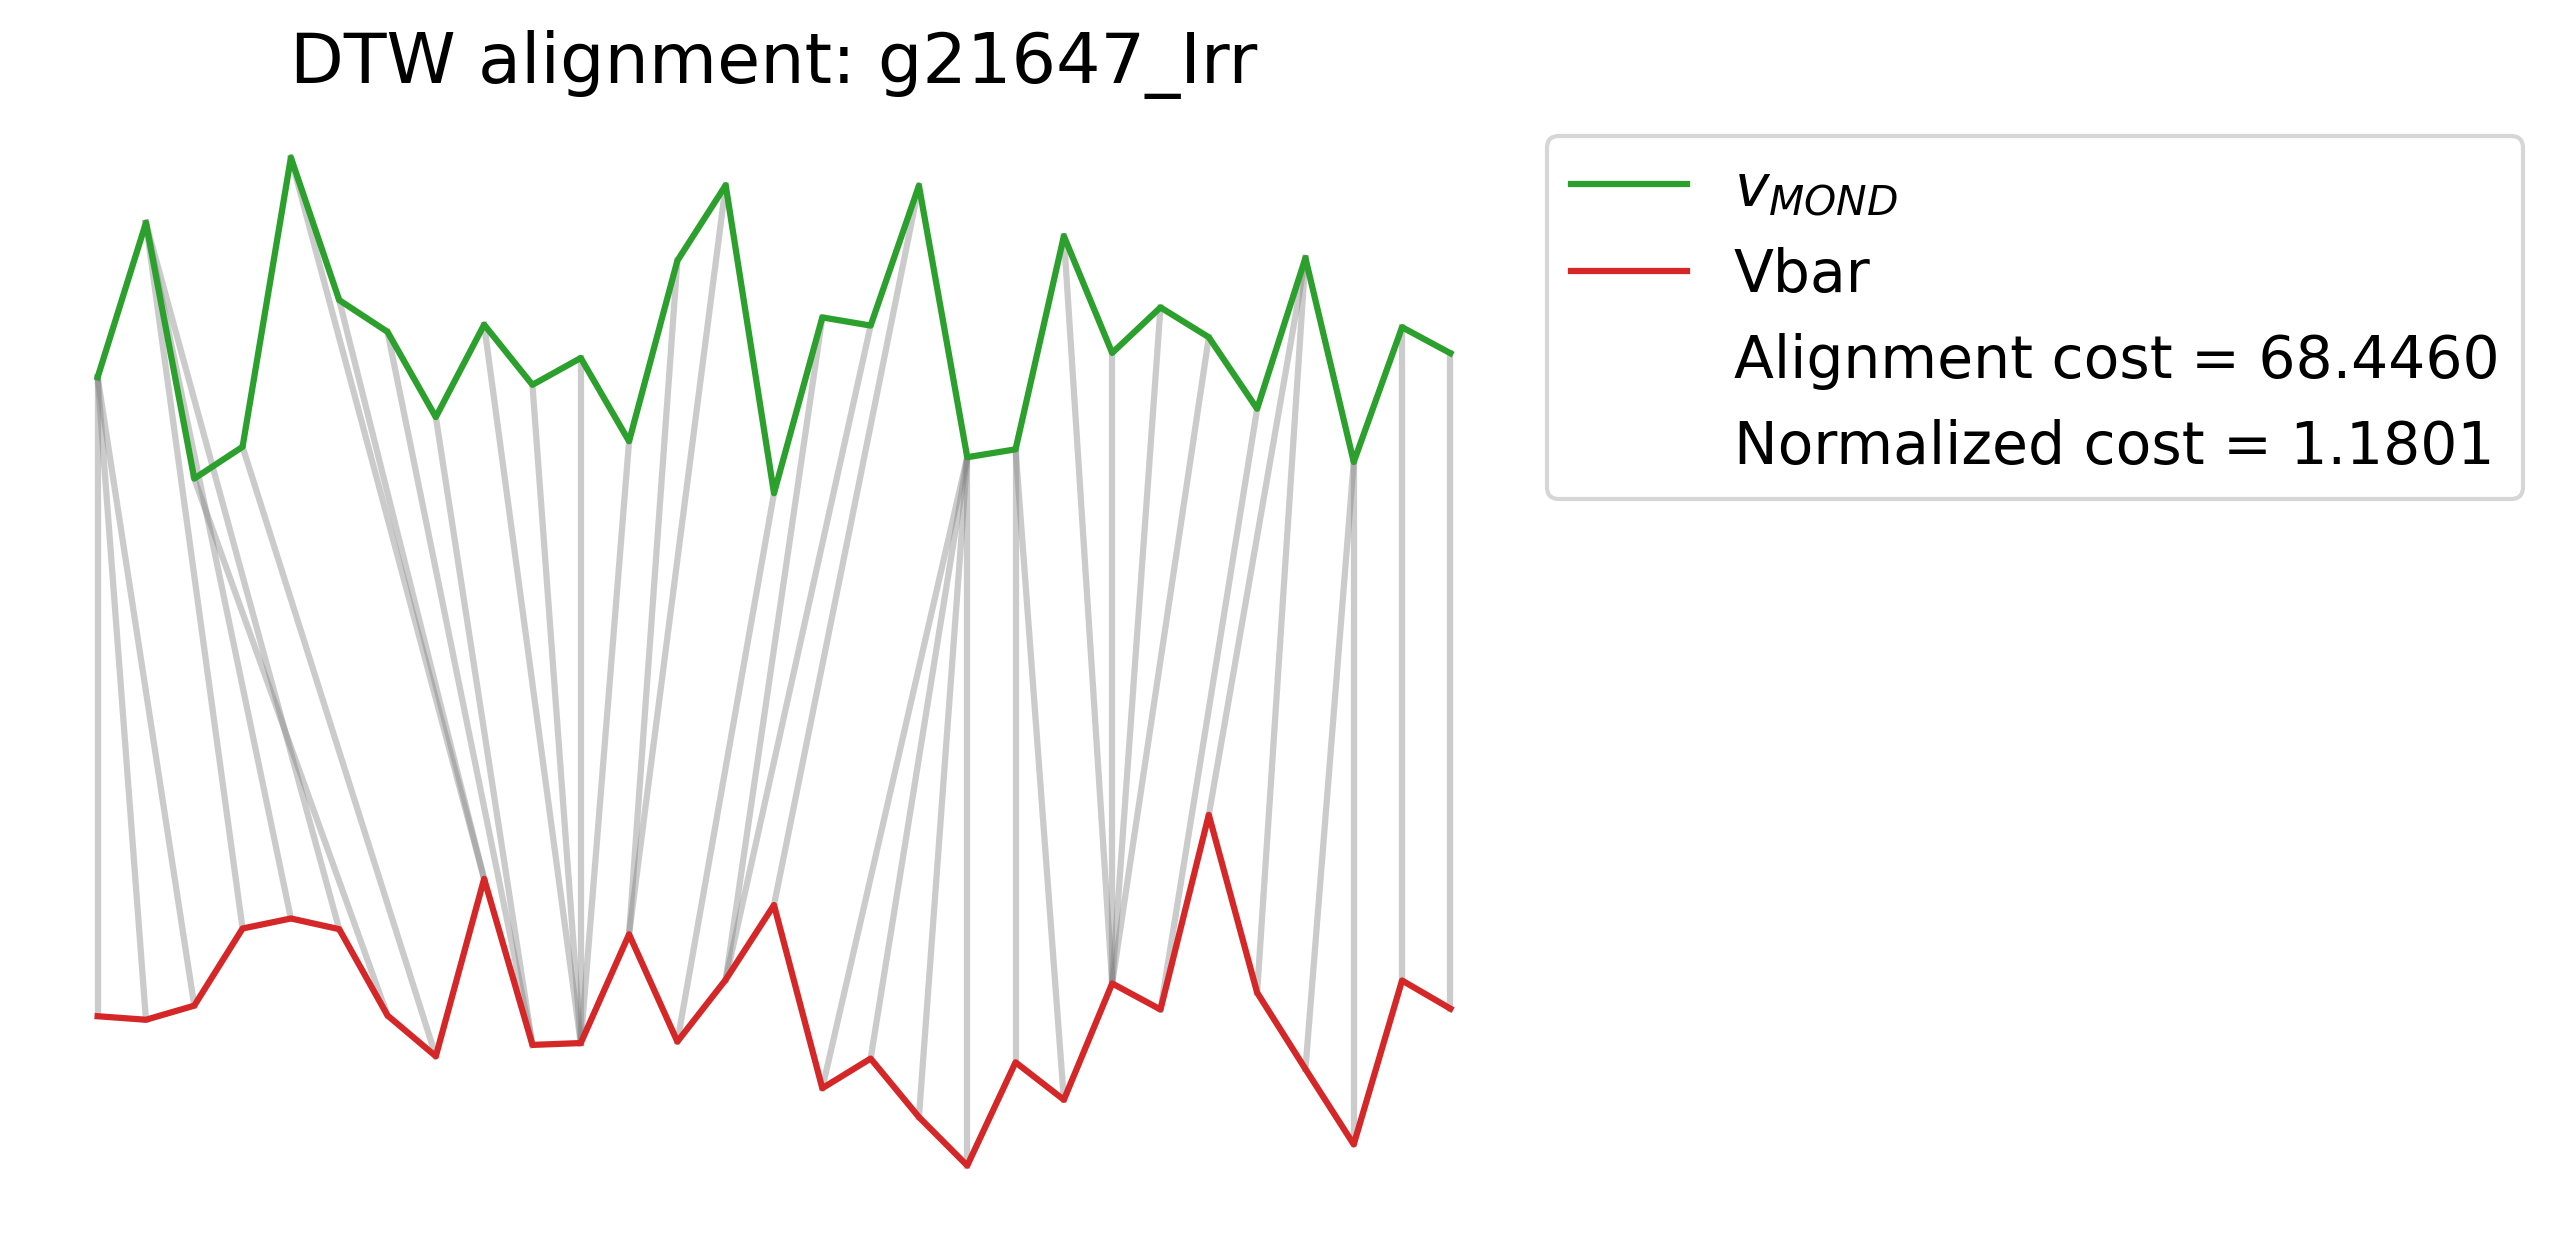 DTW alignment: g21647_Irr
v_MOND
Vbar
Alignment cost = 68.4460
Normalized cost = 1.1801